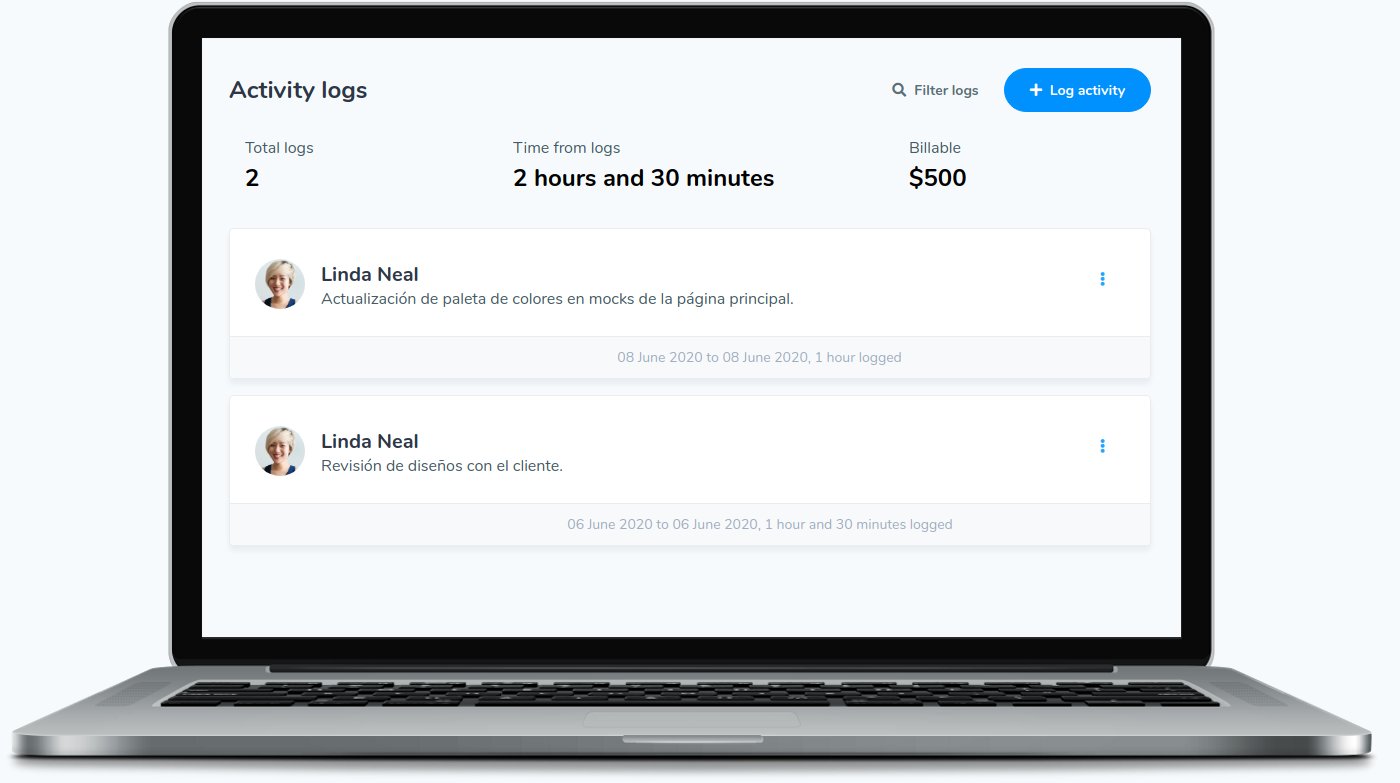 Activity logs
Filter logs
Log activity
Total logs
Time from logs
Billable
2
2 hours and 30 minutes
$500
Linda Neal
Actualización de paleta de colores en mocks de la página principal.
08 June 2020 to 08 June 2020, 1 hour logged
Linda Neal
Revisión de diseños con el cliente.
06 June 2020 to 06 June 2020, 1 hour and 30 minutes logged